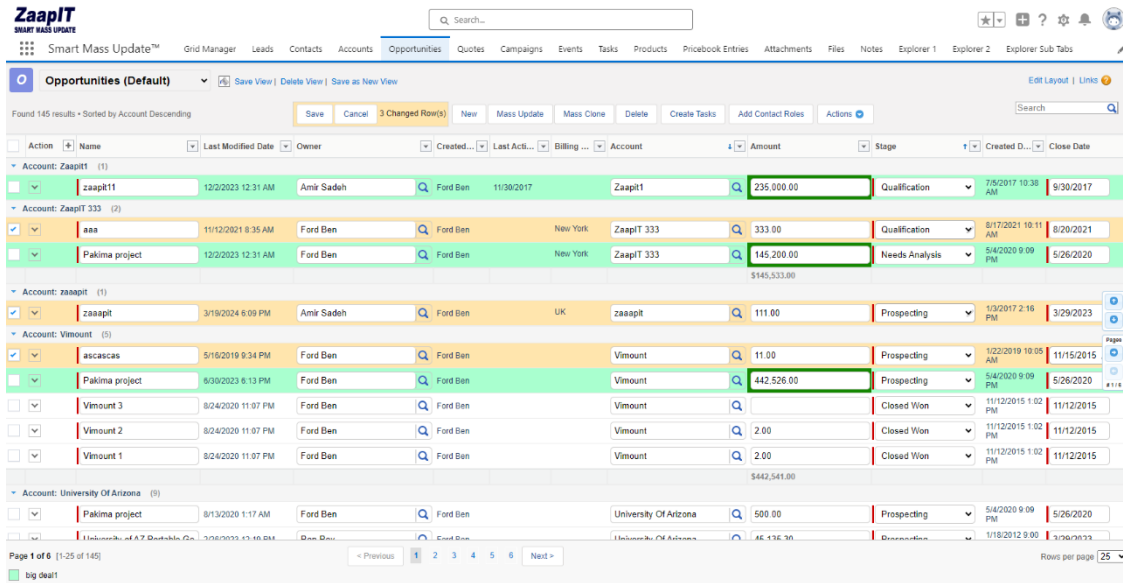 ZaapIT
SMART MASS UPDATE
Search...
Smart Mass Update™ Grid Manager Leads Contacts Accounts Opportunities Quotes Campaigns Events Tasks Products Pricebook Entries Attachments Files Notes Explorer 1 Explorer 2 Explorer Sub Tabs
O Opportunities (Default) Save View | Delete View | Save as New View Edit Layout | Links
Found 145 results • Sorted by Account Descending Save Cancel 3 Changed Row(s) New Mass Update Mass Clone Delete Create Tasks Add Contact Roles Actions Search
Action + Name Last Modified Date Owner Created... Last Acti... Billing ... Account Amount Stage Created D... Close Date
Account: Zaapit1 (1)
zaapit11 12/2/2023 12:31 AM Amir Sadeh Ford Ben 11/30/2017 Zaapit1 235,000.00 Qualification 7/5/2017 10:38 AM 9/30/2017
Account: ZaapIT 333 (2)
aaa 11/12/2021 8:35 AM Ford Ben Ford Ben New York ZaapIT 333 333.00 Qualification 8/17/2021 10:11 AM 8/20/2021
Pakima project 12/2/2023 12:31 AM Ford Ben Ford Ben New York ZaapIT 333 145,200.00 Needs Analysis 5/4/2020 9:09 PM 5/26/2020
$145,533.00
Account: zaaapit (1)
zaaapit 3/19/2024 6:09 PM Amir Sadeh Ford Ben UK zaaapit 111.00 Prospecting 1/3/2017 2:16 PM 3/29/2023
Account: Vimount (5)
Pages
ascascas 5/16/2019 9:34 PM Ford Ben Ford Ben Vimount 11.00 Prospecting 1/22/2019 10:05 AM 11/15/2015
Pakima project 6/30/2023 6:13 PM Ford Ben Ford Ben Vimount 442,526.00 Prospecting 5/4/2020 9:09 PM 5/26/2020
#1/6
Vimount 3 8/24/2020 11:07 PM Ford Ben Ford Ben Vimount Closed Won 11/12/2015 1:02 PM 11/12/2015
Vimount 2 8/24/2020 11:07 PM Ford Ben Ford Ben Vimount 2.00 Closed Won 11/12/2015 1:02 PM 11/12/2015
Vimount 1 8/24/2020 11:07 PM Ford Ben Ford Ben Vimount 2.00 Closed Won 11/12/2015 1:02 PM 11/12/2015
$442,541.00
Account: University Of Arizona (9)
Pakima project 8/13/2020 1:17 AM Ford Ben Ford Ben University Of Arizona 500.00 Prospecting 5/4/2020 9:09 PM 5/26/2020
University of AZ Portable Ge Ford Ben University Of Arizona Prospecting 1/18/2012 9:00
Page 1 of 6 [1-25 of 145] < Previous 1 2 3 4 5 6 Next > Rows per page 25
big deal1